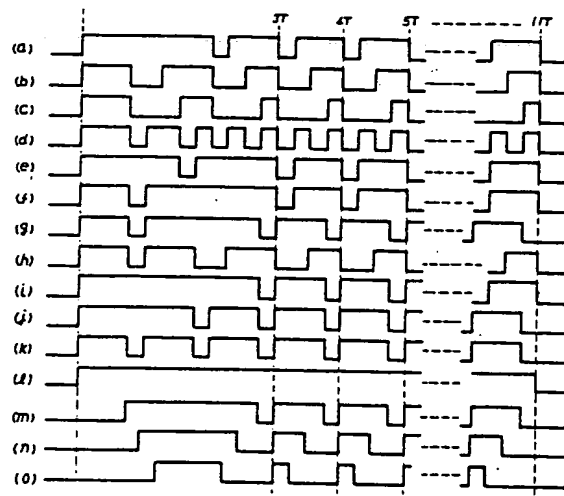 3T 4T 5T 11T
(a)
(b)
(c)
(d)
(e)
(f)
(g)
(h)
(i)
(j)
(k)
(l)
(m)
(n)
(o)